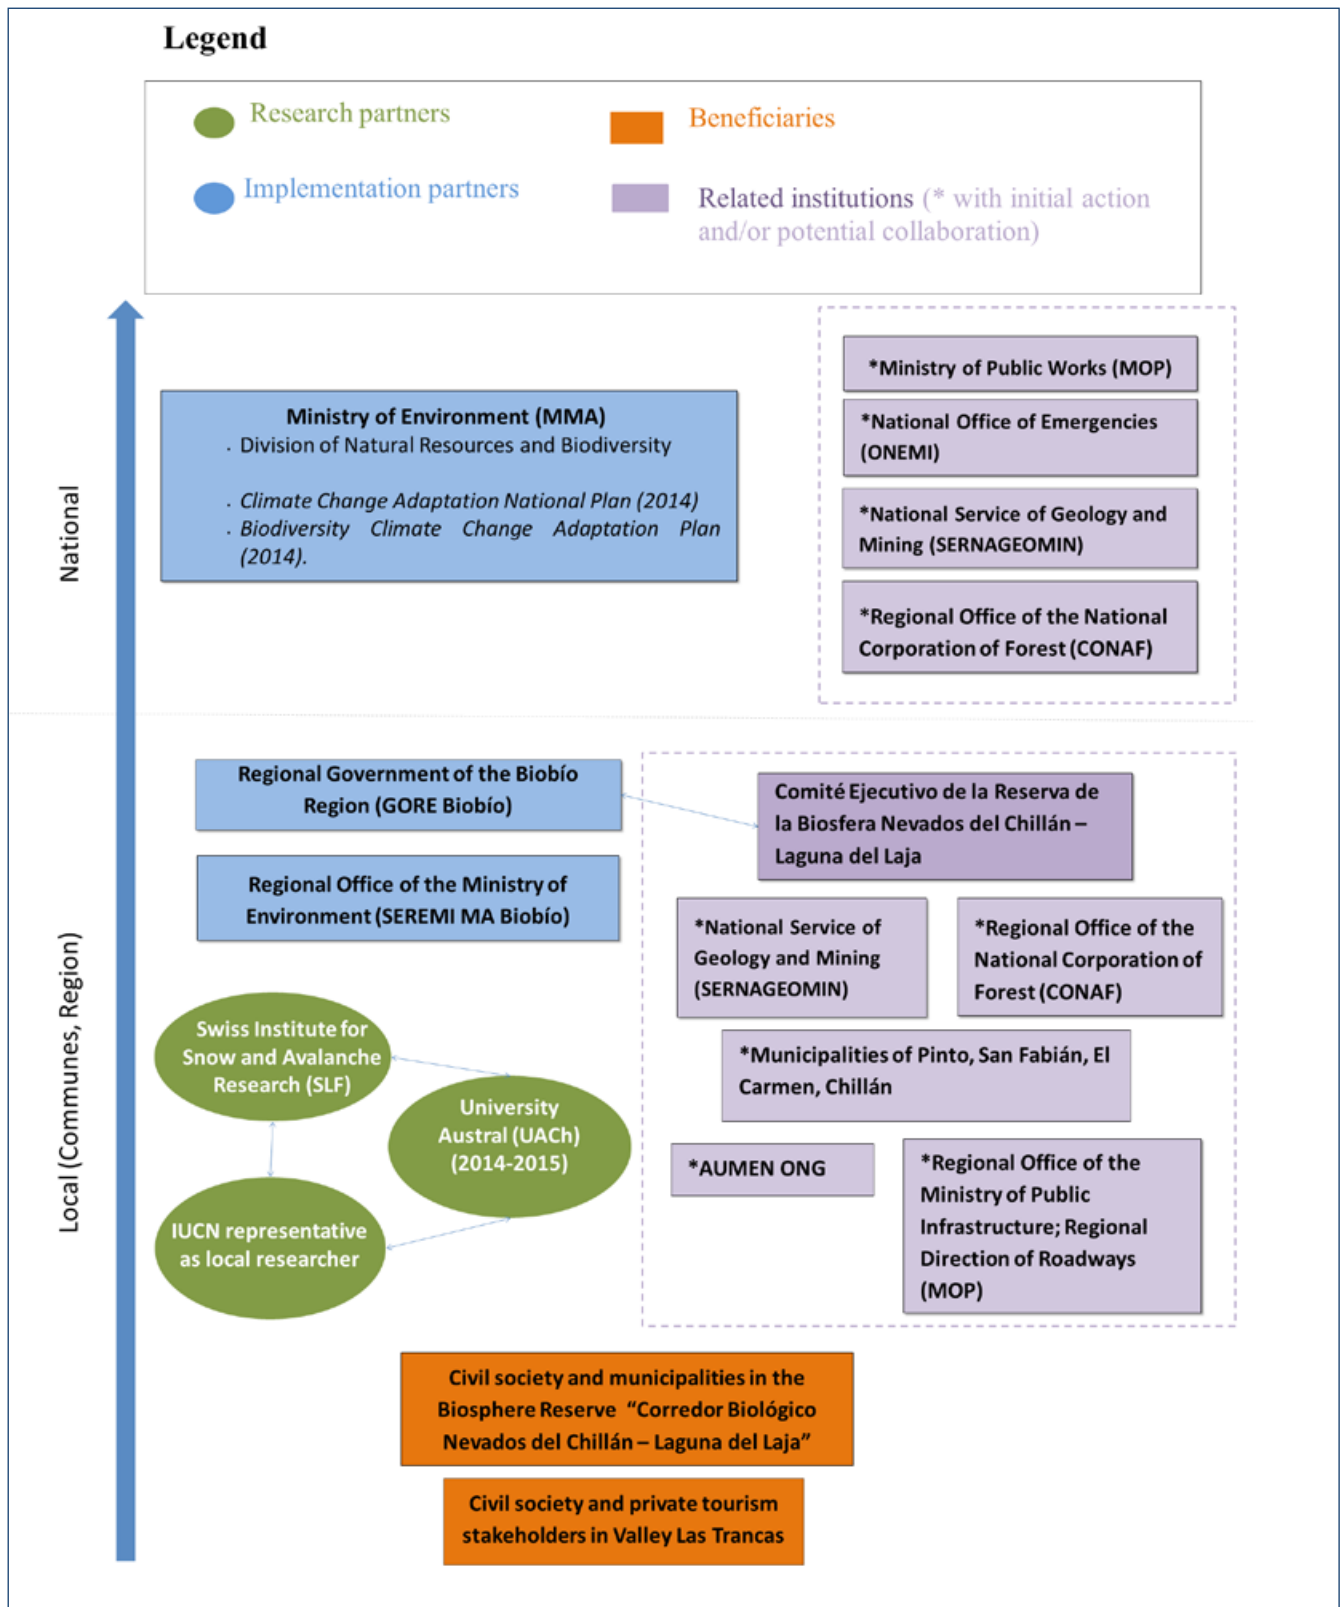 Legend
Research partners
Beneficiaries
Implementation partners
Related institutions (* with initial action
and/or potential collaboration)
National
Ministry of Environment (MMA)
. Division of Natural Resources and Biodiversity
. Climate Change Adaptation National Plan (2014)
. Biodiversity Climate Change Adaptation Plan
(2014).
*Ministry of Public Works (MOP)
*National Office of Emergencies
(ONEMI)
*National Service of Geology and
Mining (SERNAGEOMIN)
*Regional Office of the National
Corporation of Forest (CONAF)
Local (Communes, Region)
Regional Government of the Biobío
Region (GORE Biobío)
Regional Office of the Ministry of
Environment (SEREMI MA Biobío)
Swiss Institute for
Snow and Avalanche
Research (SLF)
University
Austral (UACh)
(2014-2015)
IUCN representative
as local researcher
Comité Ejecutivo de la Reserva de
la Biosfera Nevados del Chillán –
Laguna del Laja
*National Service of
Geology and Mining
(SERNAGEOMIN)
*Regional Office of the
National Corporation of
Forest (CONAF)
*Municipalities of Pinto, San Fabián, El
Carmen, Chillán
*AUMEN ONG
*Regional Office of the
Ministry of Public
Infrastructure; Regional
Direction of Roadways
(MOP)
Civil society and municipalities in the
Biosphere Reserve “Corredor Biológico
Nevados del Chillán – Laguna del Laja”
Civil society and private tourism
stakeholders in Valley Las Trancas